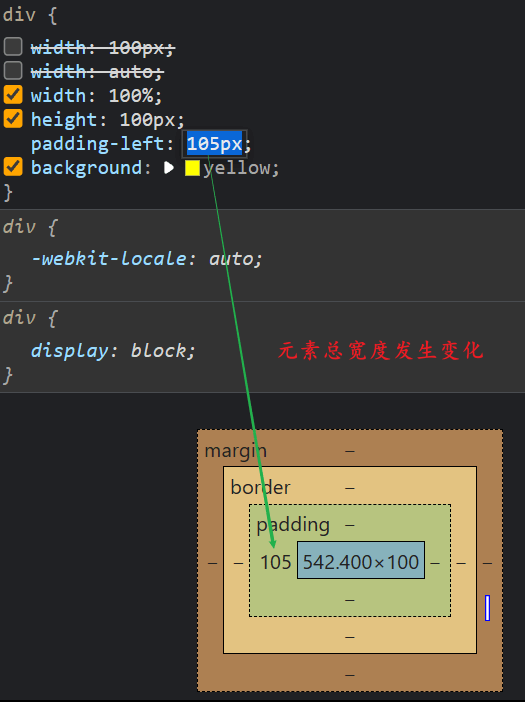 div {
width: 100px;
width: auto;
width: 100%;
height: 100px;
padding-left: 105px;
background: yellow;
}
div {
-webkit-locale: auto;
}
div {
display: block;
元素总宽度发生变化
}
margin –
border –
padding –
– – 105 542.400×100 – – –
–
–
–